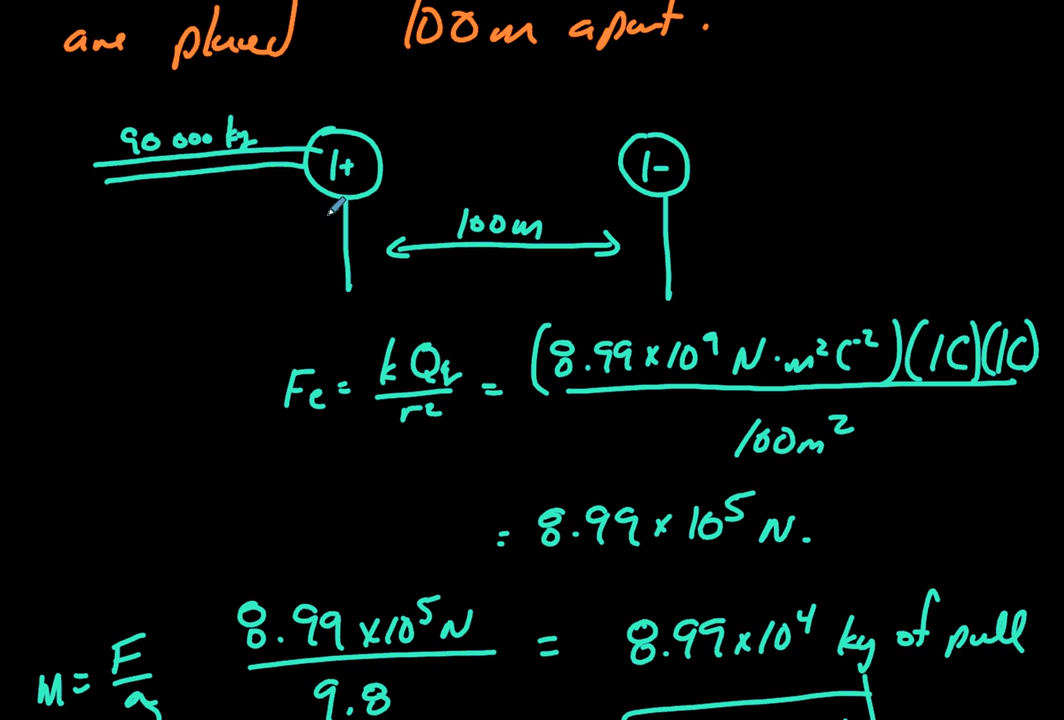 are placed 100m apart.
90 000 kg
1+ 1-
100m
Fe = kQq/r² = (8.99 × 10⁹ N·m²C⁻²)(1C)(1C)/100m²
= 8.99 × 10⁵ N.
M = F/a 8.99 × 10⁵ N/9.8 = 8.99 × 10⁴ kg of pull